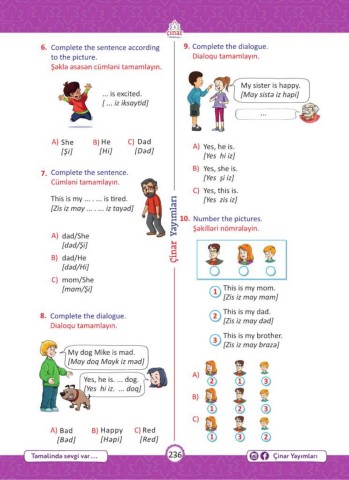 çinar
6. Complete the sentence according
to the picture.
Şəklə əsasən cümləni tamamlayın.
... is excited.
[ ... iz iksaytid]
A) She B) He C) Dad
[Şi] [Hi] [Dəd]
7. Complete the sentence.
Cümləni tamamlayın.
This is my ... . ... is tired.
[Zis iz may ... . ... iz tayəd]
A) dad/She
[dəd/Şi]
B) dad/He
[dəd/Hi]
C) mom/She
[mam/Şi]
8. Complete the dialogue.
Dialoqu tamamlayın.
My dog Mike is mad.
[May doq Mayk iz məd]
Yes, he is. ... dog.
[Yes hi iz. ... doq]
A) Bad B) Happy C) Red
[Bəd] [Həpi] [Red]
Çinar Yayımları
9. Complete the dialogue.
Dialoqu tamamlayın.
My sister is happy.
[May sistə iz həpi]
...
A) Yes, he is.
[Yes hi iz]
B) Yes, she is.
[Yes şi iz]
C) Yes, this is.
[Yes zis iz]
10. Number the pictures.
Şəkilləri nömrələyin.
1 This is my mom.
[Zis iz may mam]
2 This is my dad.
[Zis iz may dəd]
3 This is my brother.
[Zis iz may brazə]
A)
2 1 3
B)
1 2 3
C)
1 3 2
Təməlində sevgi var...
236
Çinar Yayımları